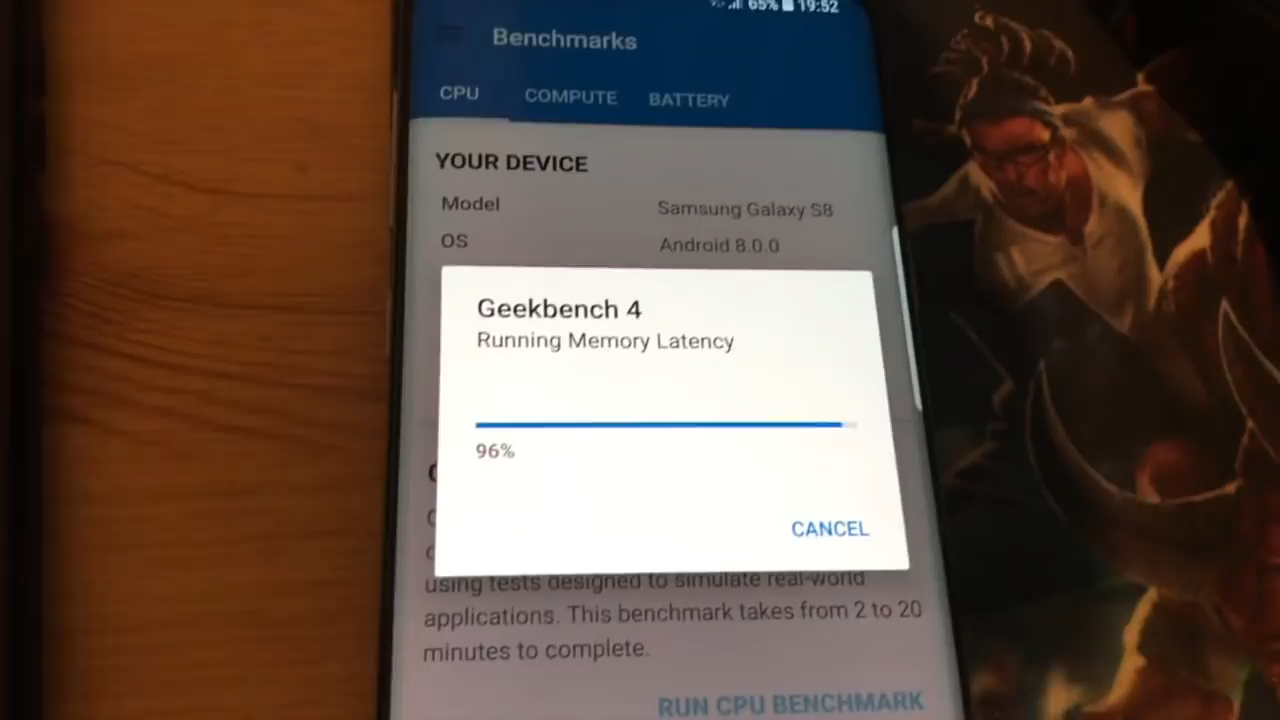 65% 19:52
Benchmarks
CPU COMPUTE BATTERY
YOUR DEVICE
Model Samsung Galaxy S8
OS Android 8.0.0
Geekbench 4
Running Memory Latency
96%
CANCEL
using tests designed to simulate real-world
applications. This benchmark takes from 2 to 20
minutes to complete.
RUN CPU BENCHMARK